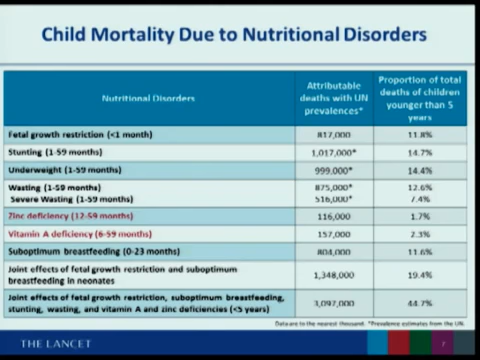 Child Mortality Due to Nutritional Disorders
Nutritional Disorders
Attributable deaths with UN prevalences*
Proportion of total deaths of children younger than 5 years
Fetal growth restriction (<1 month) 817,000 11.8%
Stunting (1-59 months) 1,017,000* 14.7%
Underweight (1-59 months) 999,000* 14.4%
Wasting (1-59 months) 875,000* 12.6%
Severe Wasting (1-59 months) 516,000* 7.4%
Zinc deficiency (12-59 months) 116,000 1.7%
Vitamin A deficiency (6-59 months) 157,000 2.3%
Suboptimum breastfeeding (0-23 months) 804,000 11.6%
Joint effects of fetal growth restriction and suboptimum
breastfeeding in neonates 1,348,000 19.4%
Joint effects of fetal growth restriction, suboptimum breastfeeding,
stunting, wasting, and vitamin A and zinc deficiencies (<5 years) 3,097,000 44.7%
Data are to the nearest thousand. *Prevalence estimates from the UN.
THE LANCET 7